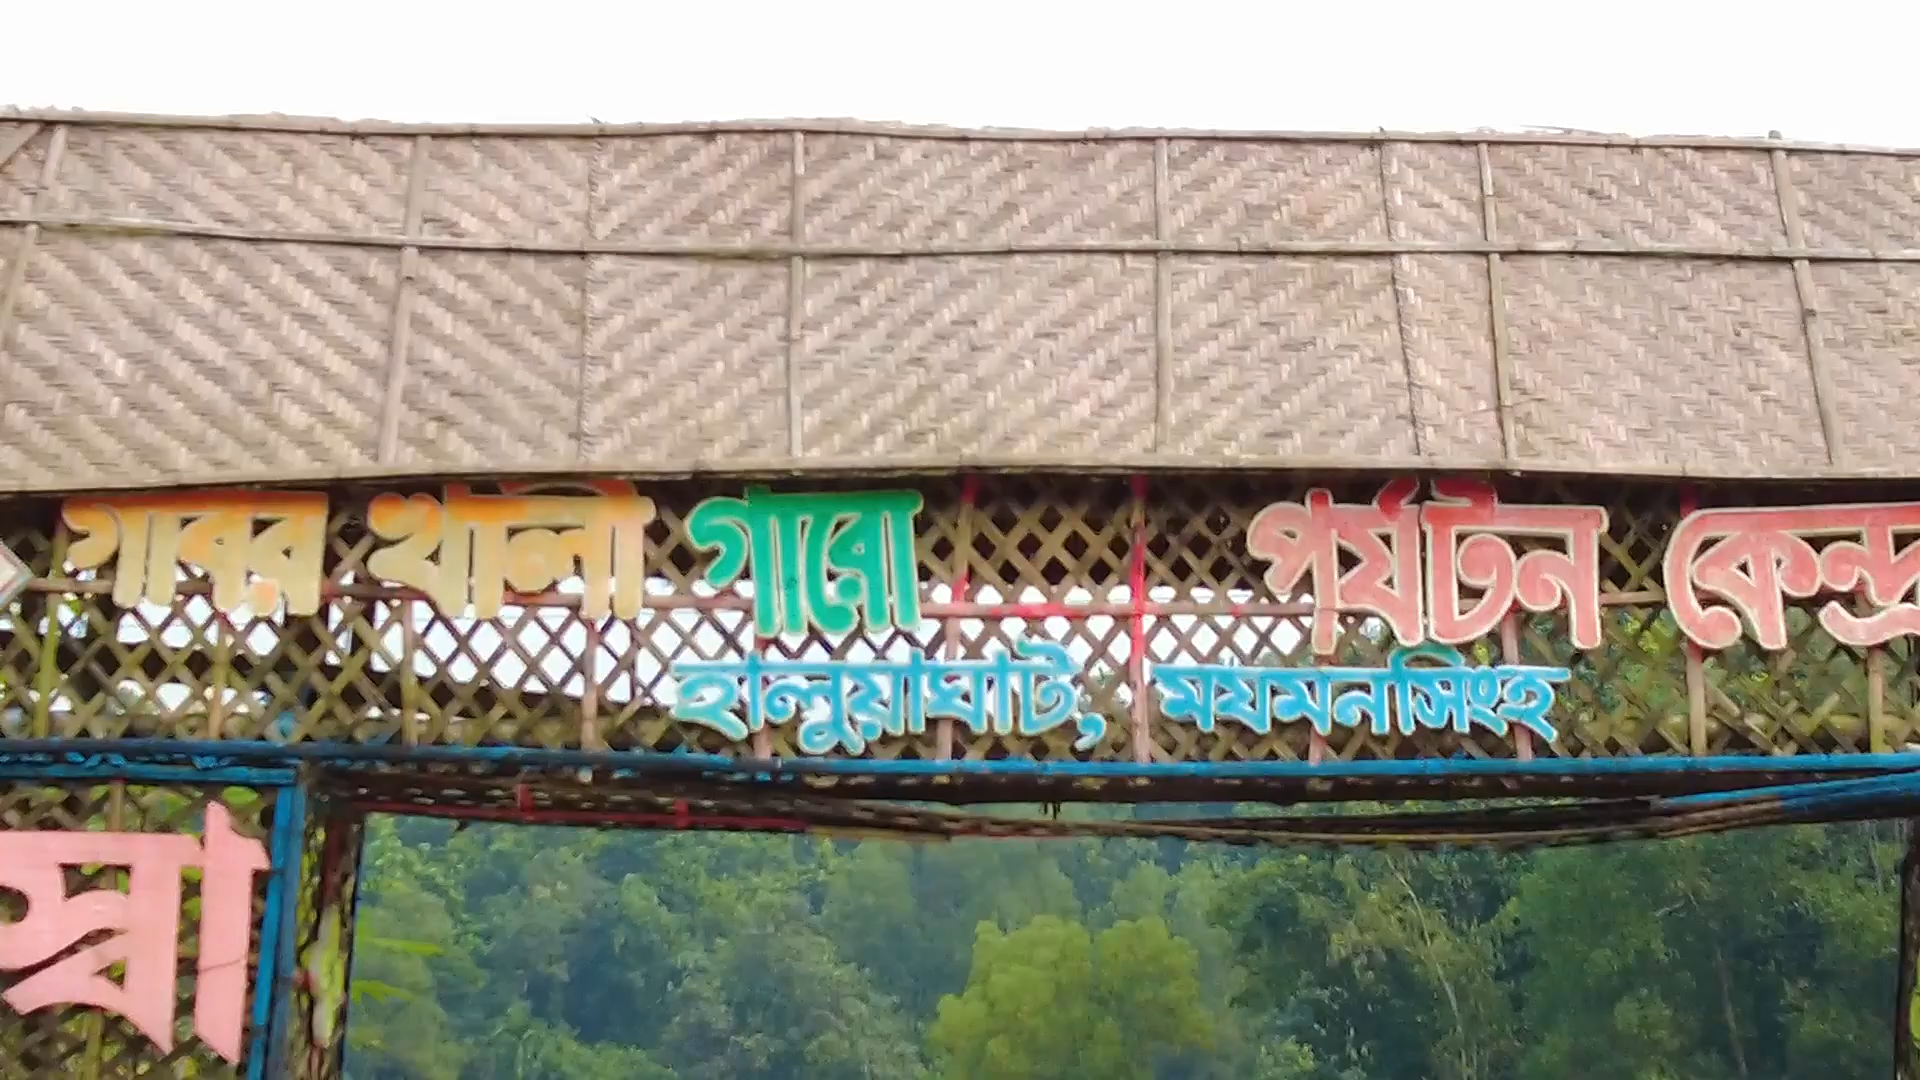 গাবর খালী গারো পর্যটন কেন্দ্র
হালুয়াঘাট, ময়মনসিংহ